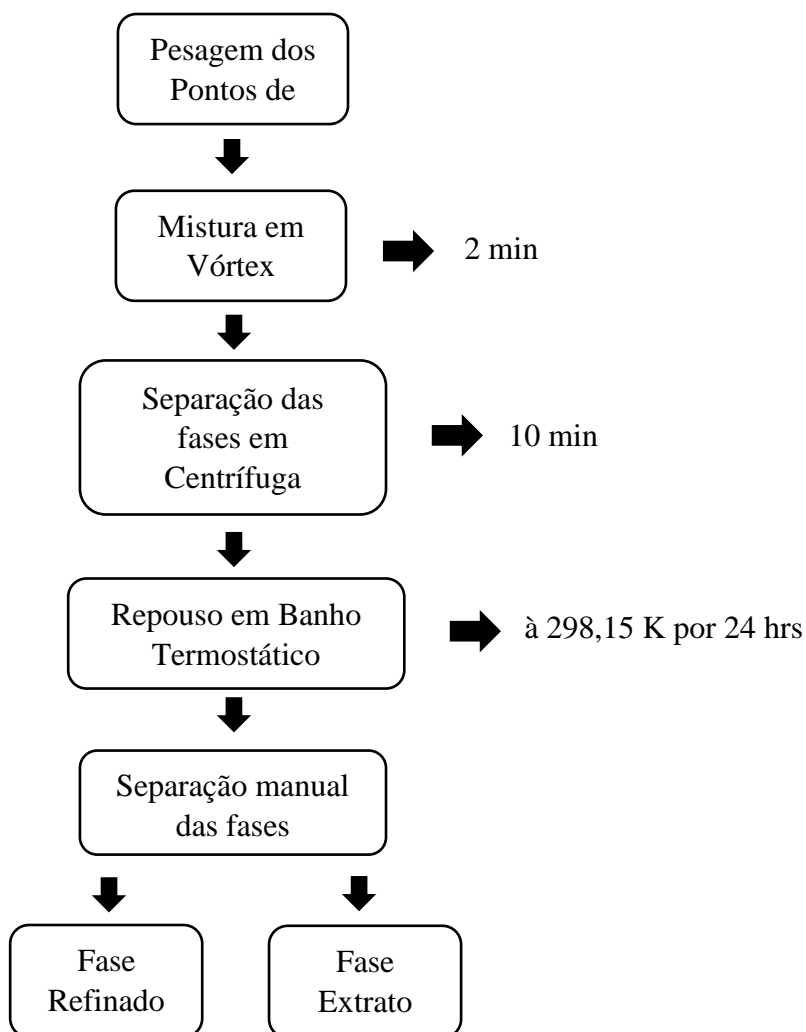 Pesagem dos
Pontos de
Mistura em
Vórtex
2 min
Separação das
fases em
Centrífuga
10 min
Repouso em Banho
Termostático
à 298,15 K por 24 hrs
Separação manual
das fases
Fase
Refinado
Fase
Extrato